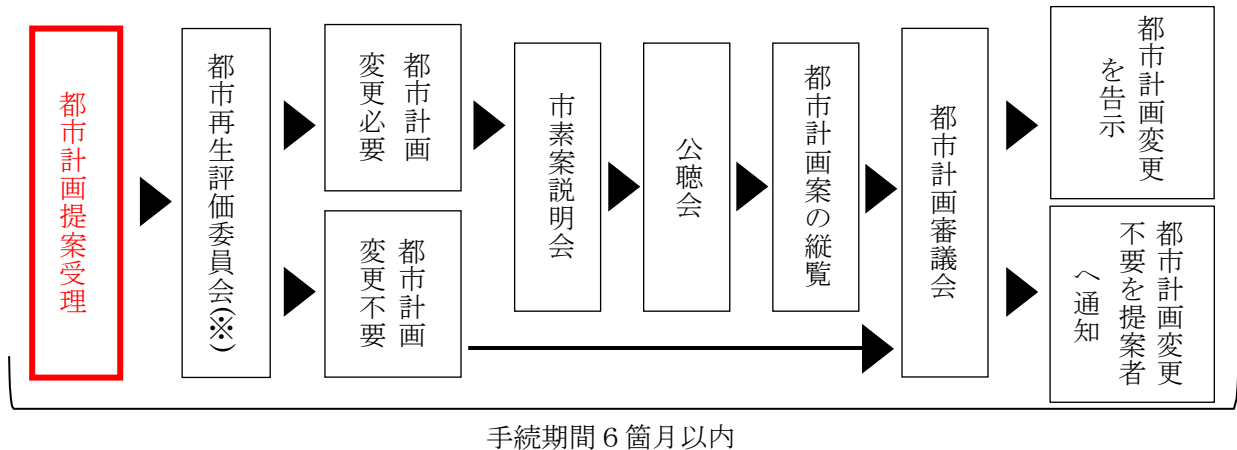 都市計画提案受理
都市再生評価委員会(※)
都市計画
変更必要
都市計画
変更不要
市素案説明会
公聴会
都市計画案の縦覧
都市計画審議会
都市計画変更
を告示
都市計画変更
不要を提案者
へ通知
手続期間６箇月以内